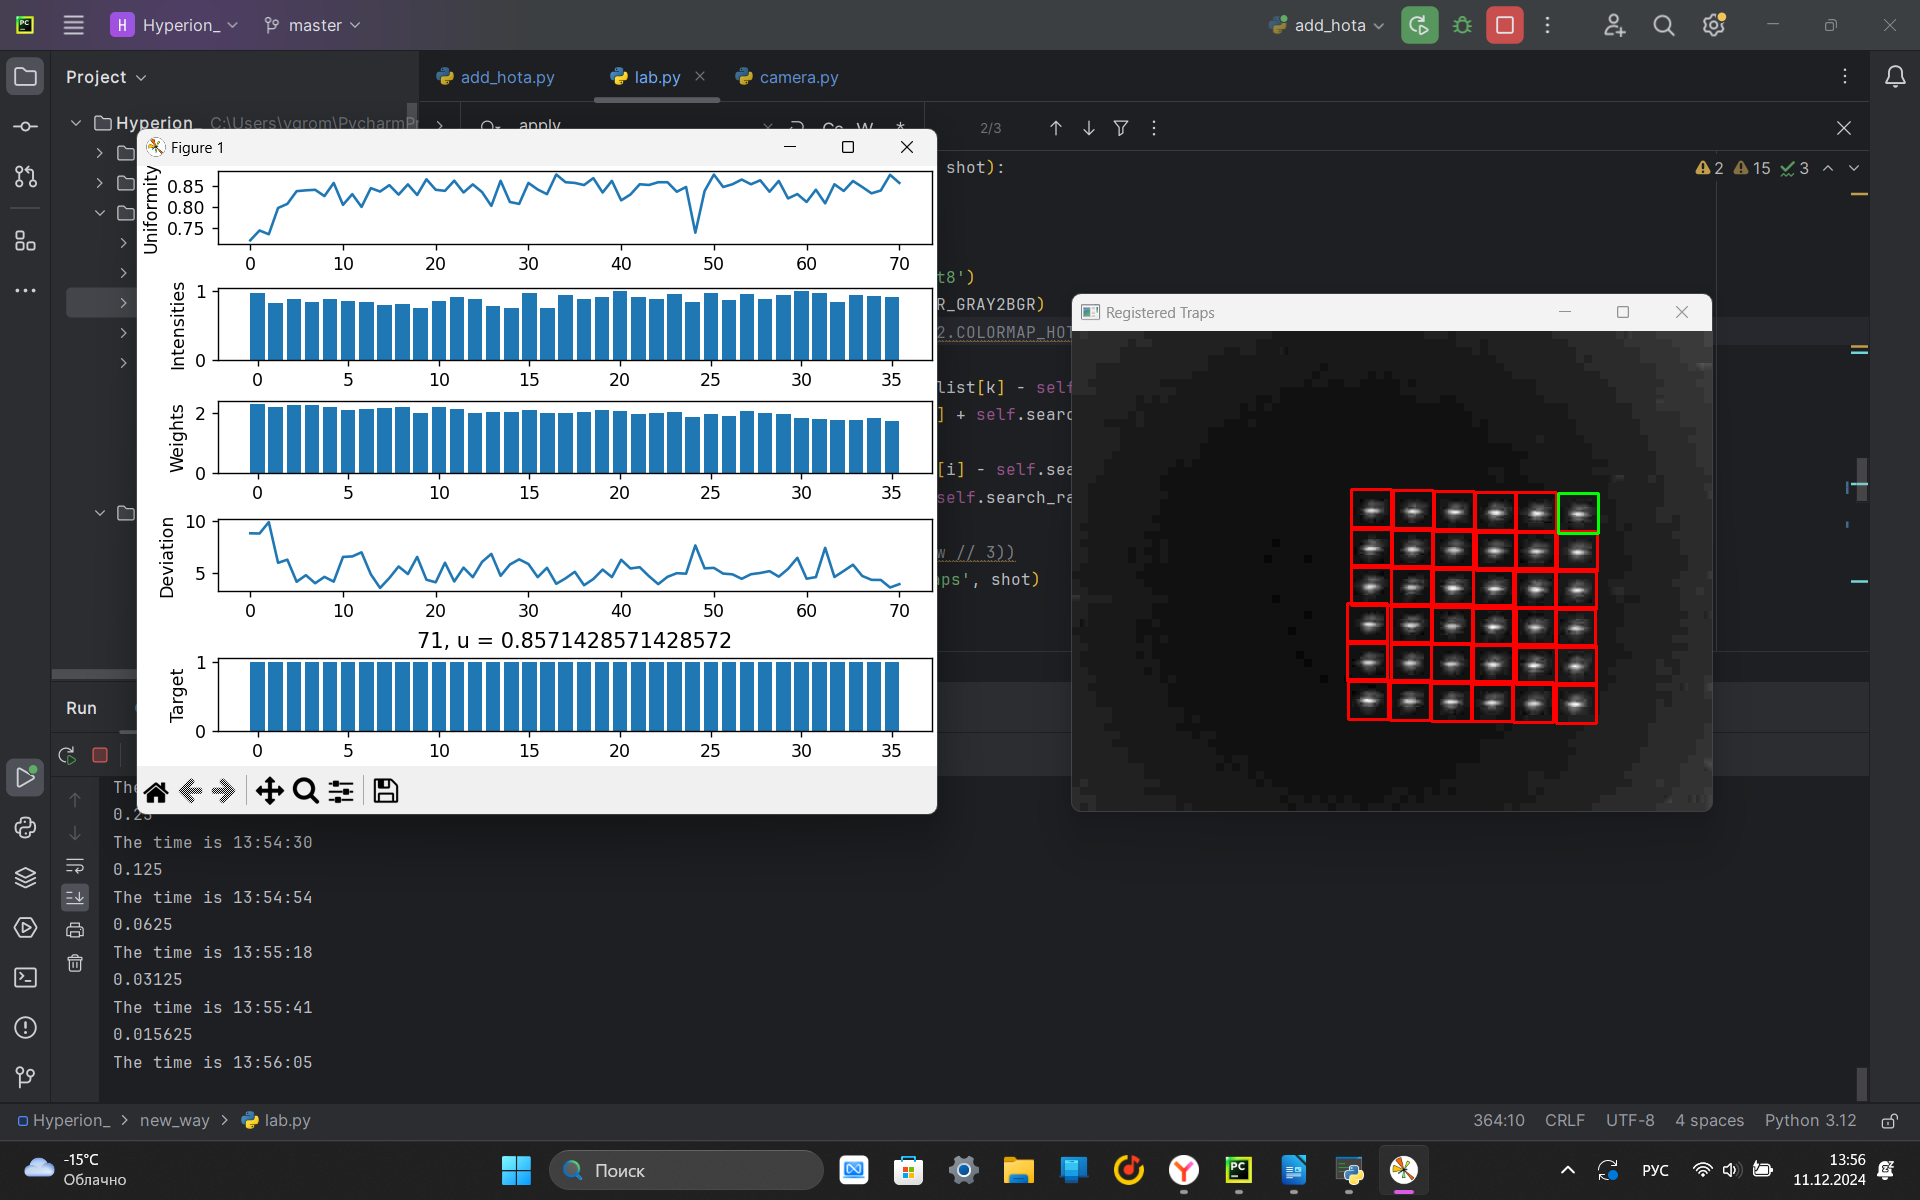 PC
H Hyperion_ master
add_hota
Project
add_hota.py
lab.py
camera.py
Hyperion_
apply
2/3
Figure 1
shot):
2 15 3
Uniformity
0.85
0.80
0.75
0 10 20 30 40 50 60 70
Intensities
1
0
0 5 10 15 20 25 30 35
Weights
2
0
0 5 10 15 20 25 30 35
Deviation
10
5
0 10 20 30 40 50 60 70
71, u = 0.8571428571428572
Target
1
0
0 5 10 15 20 25 30 35
t8')
R_GRAY2BGR)
2.COLORMAP_HOT
list[k] - self
] + self.searc
[i] - self.sea
self.search_ra
w // 3))
aps', shot)
Registered Traps
Run
The
0.25
The time is 13:54:30
0.125
The time is 13:54:54
0.0625
The time is 13:55:18
0.03125
The time is 13:55:41
0.015625
The time is 13:56:05
Hyperion_ > new_way > lab.py
364:10 CRLF UTF-8 4 spaces Python 3.12
-15°C
Облачно
Поиск
PC
РУС
13:56
11.12.2024